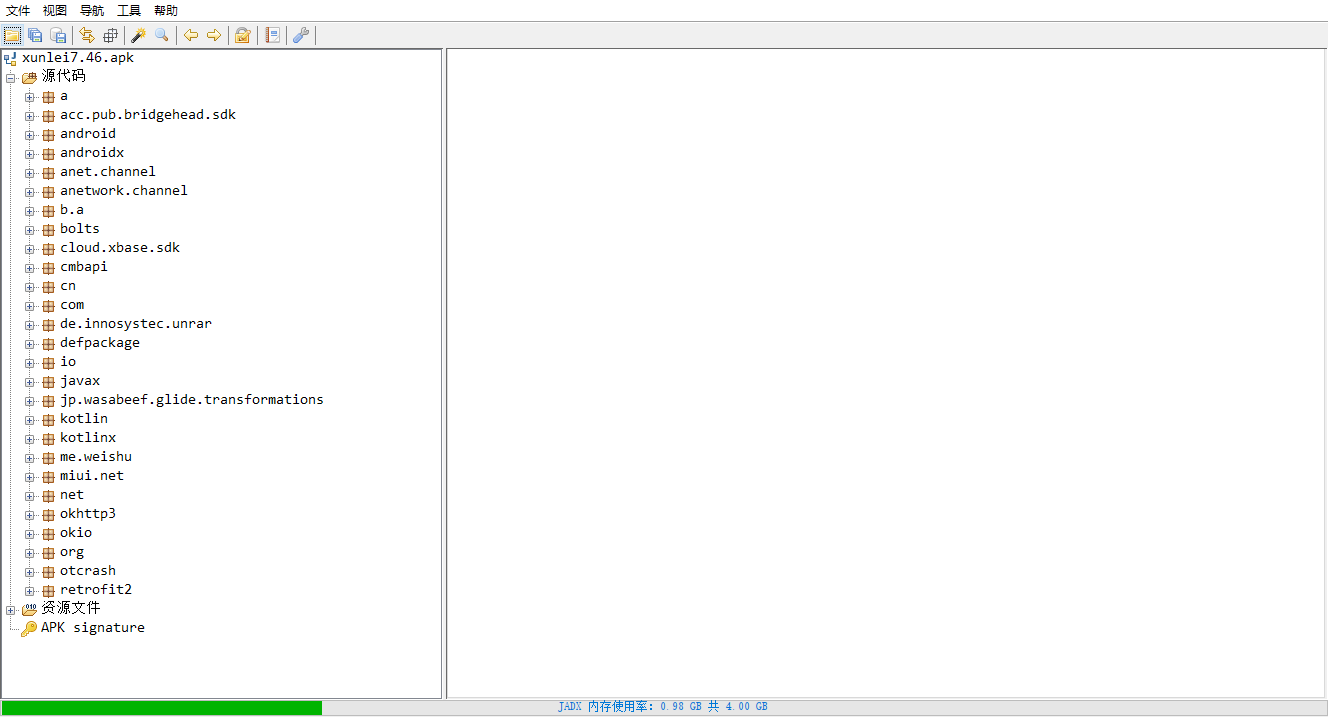 文件 视图 导航 工具 帮助
xunlei7.46.apk
源代码
a
acc.pub.bridgehead.sdk
android
androidx
anet.channel
anetwork.channel
b.a
bolts
cloud.xbase.sdk
cmbapi
cn
com
de.innosystec.unrar
defpackage
io
javax
jp.wasabeef.glide.transformations
kotlin
kotlinx
me.weishu
miui.net
net
okhttp3
okio
org
otcrash
retrofit2
资源文件
APK signature
JADX 内存使用率: 0.98 GB 共 4.00 GB